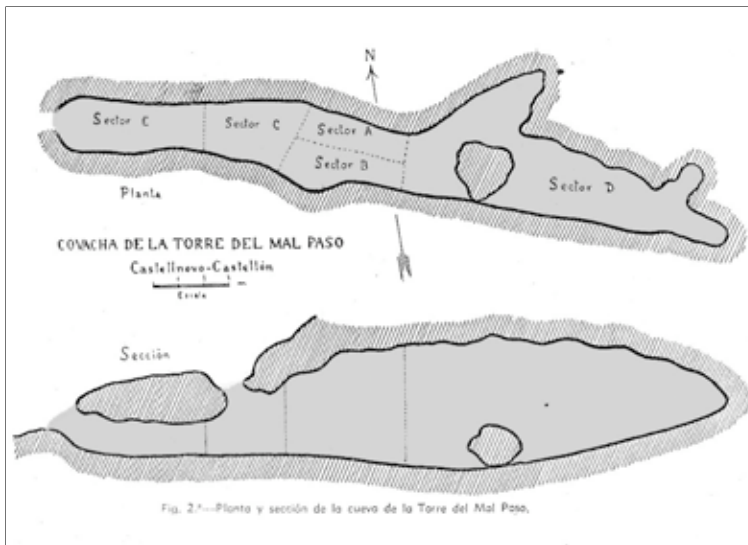 N
Sector E
Sector C
Sector A
Sector B
Sector D
Planta
COVACHA DE LA TORRE DEL MAL PASO
Castellnovo-Castellón
Escala
m
Sección
Fig. 2.ª—Planta y sección de la cueva de la Torre del Mal Paso.